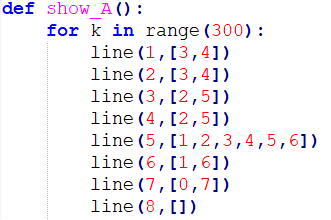 def show_A():
    for k in range(300):
        line(1,[3,4])
        line(2,[3,4])
        line(3,[2,5])
        line(4,[2,5])
        line(5,[1,2,3,4,5,6])
        line(6,[1,6])
        line(7,[0,7])
        line(8,[])